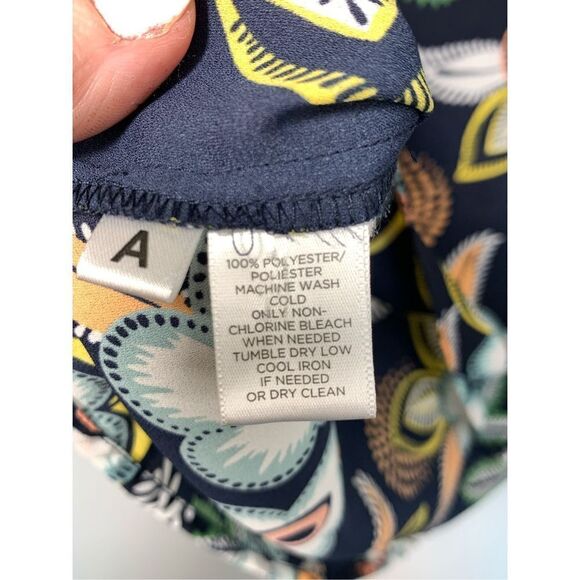 A
100% POLYESTER/
POLIESTER
MACHINE WASH
COLD
ONLY NON-
CHLORINE BLEACH
WHEN NEEDED
TUMBLE DRY LOW
COOL IRON
IF NEEDED
OR DRY CLEAN